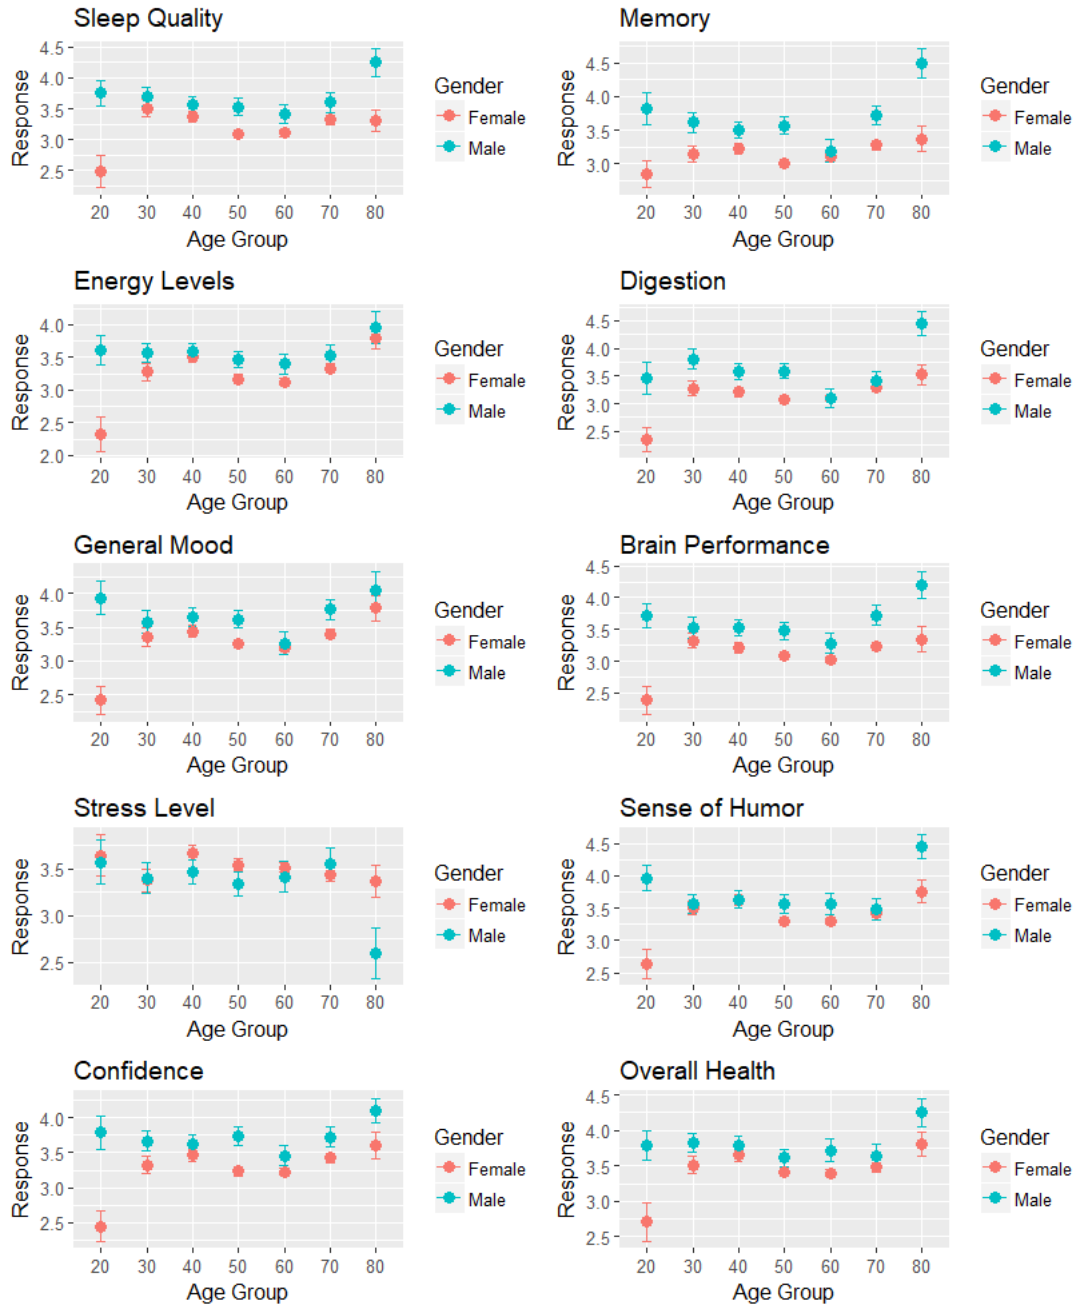 Sleep Quality
Response
4.5
4.0
3.5
3.0
2.5
20 30 40 50 60 70 80
Age Group
Gender
Female
Male
Memory
Response
4.5
4.0
3.5
3.0
20 30 40 50 60 70 80
Age Group
Gender
Female
Male
Energy Levels
Response
4.0
3.5
3.0
2.5
2.0
20 30 40 50 60 70 80
Age Group
Gender
Female
Male
Digestion
Response
4.5
4.0
3.5
3.0
2.5
20 30 40 50 60 70 80
Age Group
Gender
Female
Male
General Mood
Response
4.0
3.5
3.0
2.5
20 30 40 50 60 70 80
Age Group
Gender
Female
Male
Brain Performance
Response
4.5
4.0
3.5
3.0
2.5
20 30 40 50 60 70 80
Age Group
Gender
Female
Male
Stress Level
Response
3.5
3.0
2.5
20 30 40 50 60 70 80
Age Group
Gender
Female
Male
Sense of Humor
Response
4.5
4.0
3.5
3.0
2.5
20 30 40 50 60 70 80
Age Group
Gender
Female
Male
Confidence
Response
4.0
3.5
3.0
2.5
20 30 40 50 60 70 80
Age Group
Gender
Female
Male
Overall Health
Response
4.5
4.0
3.5
3.0
2.5
20 30 40 50 60 70 80
Age Group
Gender
Female
Male